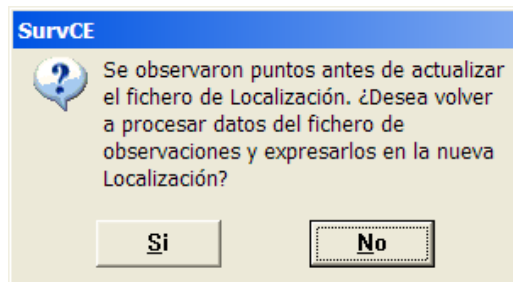 SurvCE
Se observaron puntos antes de actualizar
el fichero de Localización. ¿Desea volver
a procesar datos del fichero de
observaciones y expresarlos en la nueva
Localización?
Si
No